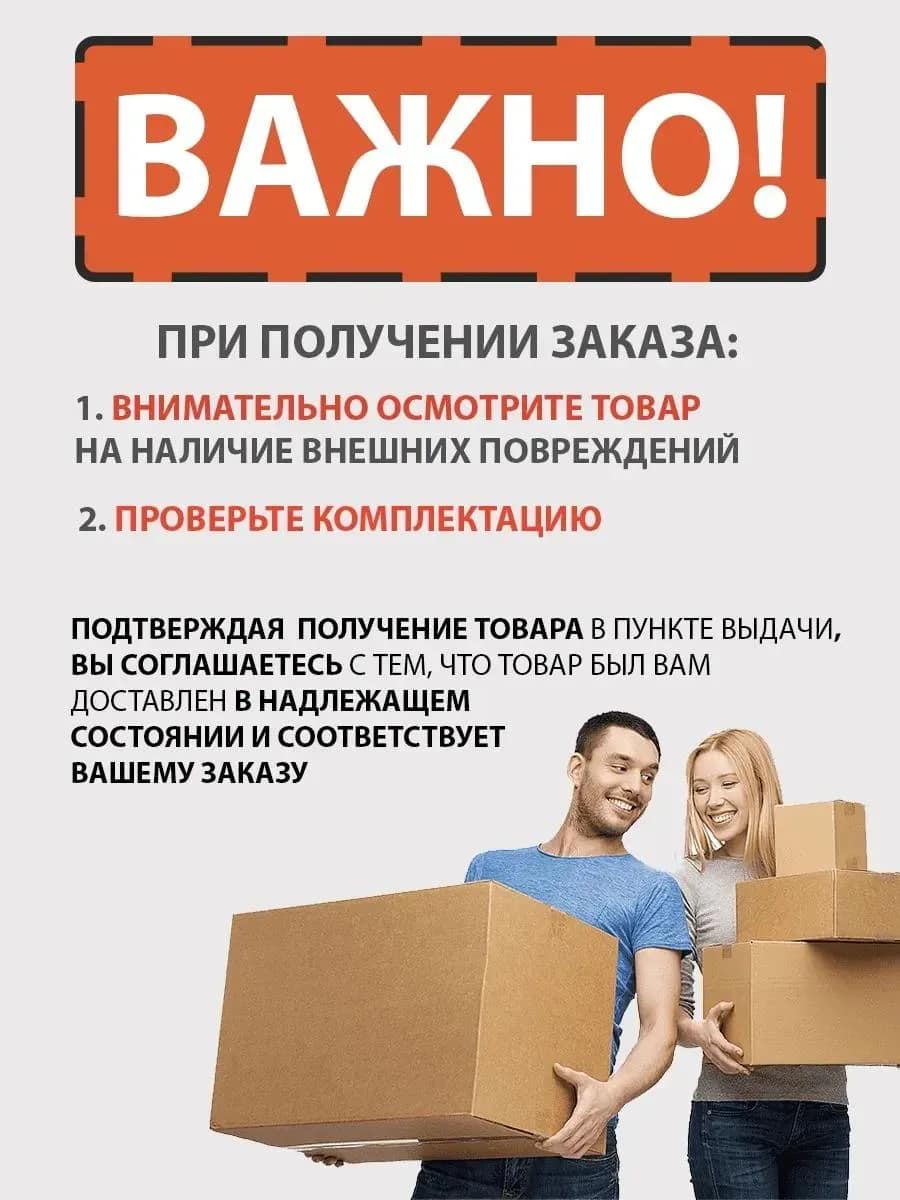 ВАЖНО!
ПРИ ПОЛУЧЕНИИ ЗАКАЗА:
1. ВНИМАТЕЛЬНО ОСМОТРИТЕ ТОВАР
НА НАЛИЧИЕ ВНЕШНИХ ПОВРЕЖДЕНИЙ
2. ПРОВЕРЬТЕ КОМПЛЕКТАЦИЮ
ПОДТВЕРЖДАЯ ПОЛУЧЕНИЕ ТОВАРА В ПУНКТЕ ВЫДАЧИ,
ВЫ СОГЛАШАЕТЕСЬ С ТЕМ, ЧТО ТОВАР БЫЛ ВАМ
ДОСТАВЛЕН В НАДЛЕЖАЩЕМ
СОСТОЯНИИ И СООТВЕТСТВУЕТ
ВАШЕМУ ЗАКАЗУ